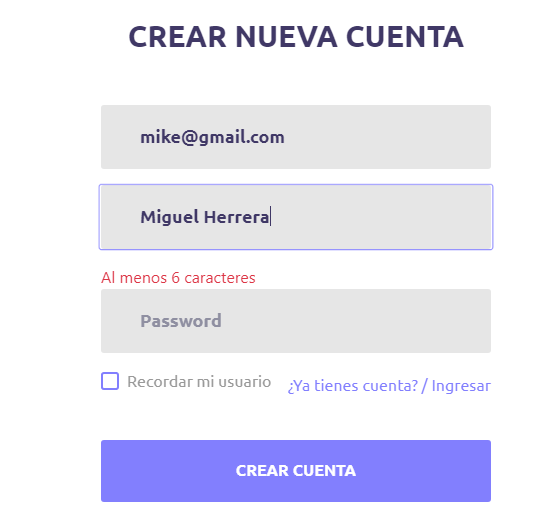 CREAR NUEVA CUENTA
mike@gmail.com
Miguel Herrera
Al menos 6 caracteres
Password
Recordar mi usuario ¿Ya tienes cuenta? / Ingresar
CREAR CUENTA